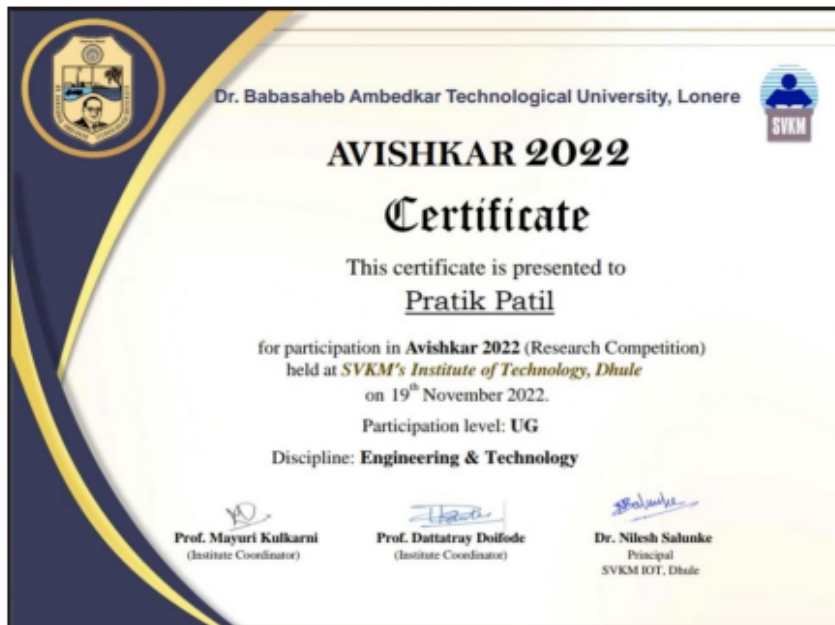 Dr. Babasaheb Ambedkar Technological University, Lonere
SVKM
AVISHKAR 2022
Certificate
This certificate is presented to
Pratik Patil
for participation in Avishkar 2022 (Research Competition)
held at SVKM's Institute of Technology, Dhule
on 19th November 2022.
Participation level: UG
Discipline: Engineering & Technology
Prof. Mayuri Kulkarni
(Institute Coordinator)
Prof. Dattatray Doifode
(Institute Coordinator)
Dr. Nilesh Salunke
Principal
SVKM IOT, Dhule